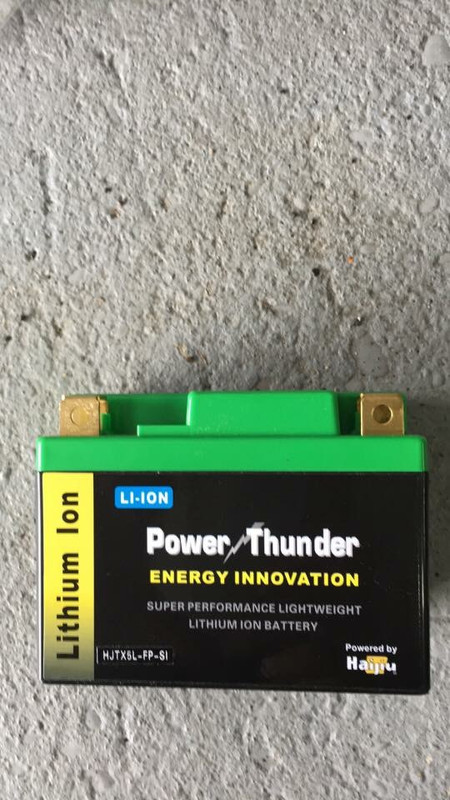 LI-ION
Lithium Ion
Power Thunder
ENERGY INNOVATION
SUPER PERFORMANCE LIGHTWEIGHT
LITHIUM ION BATTERY
HJTX5L-FP-SI
Powered by
Haijiu